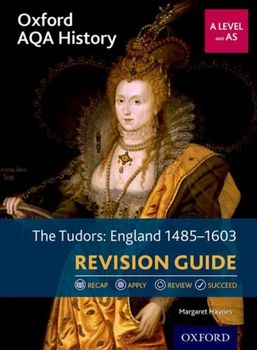 Oxford
AQA History
A LEVEL
AND AS
The Tudors: England 1485–1603
REVISION GUIDE
RECAP APPLY REVIEW SUCCEED
Margaret Haynes
OXFORD